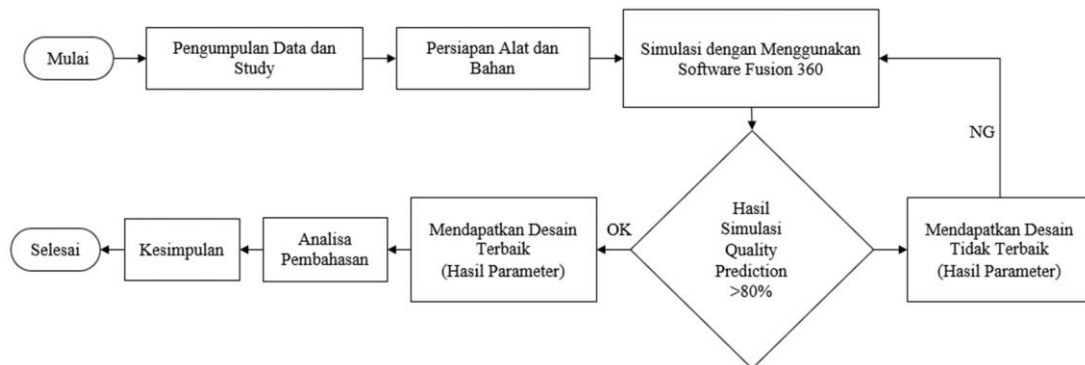 Mulai
Pengumpulan Data dan
Study
Persiapan Alat dan
Bahan
Simulasi dengan Menggunakan
Software Fusion 360
NG
Hasil
Simulasi
Quality
Prediction
>80%
OK
Mendapatkan Desain
Tidak Terbaik
(Hasil Parameter)
Mendapatkan Desain
Terbaik
(Hasil Parameter)
Analisa
Pembahasan
Kesimpulan
Selesai